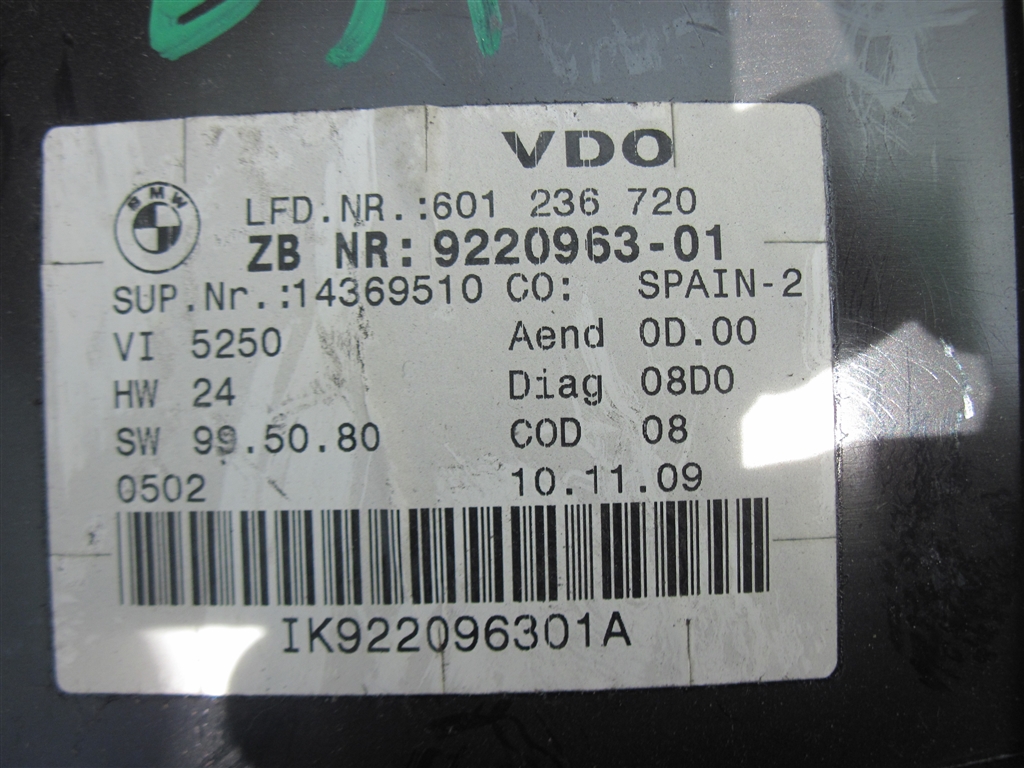 VDO
BMW
LFD.NR.:601 236 720
ZB NR: 9220963-01
SUP.Nr.:14369510 CO: SPAIN-2
VI 5250 Aend 0D.00
HW 24 Diag 08D0
SW 99.50.80 COD 08
0502 10.11.09
IK922096301A